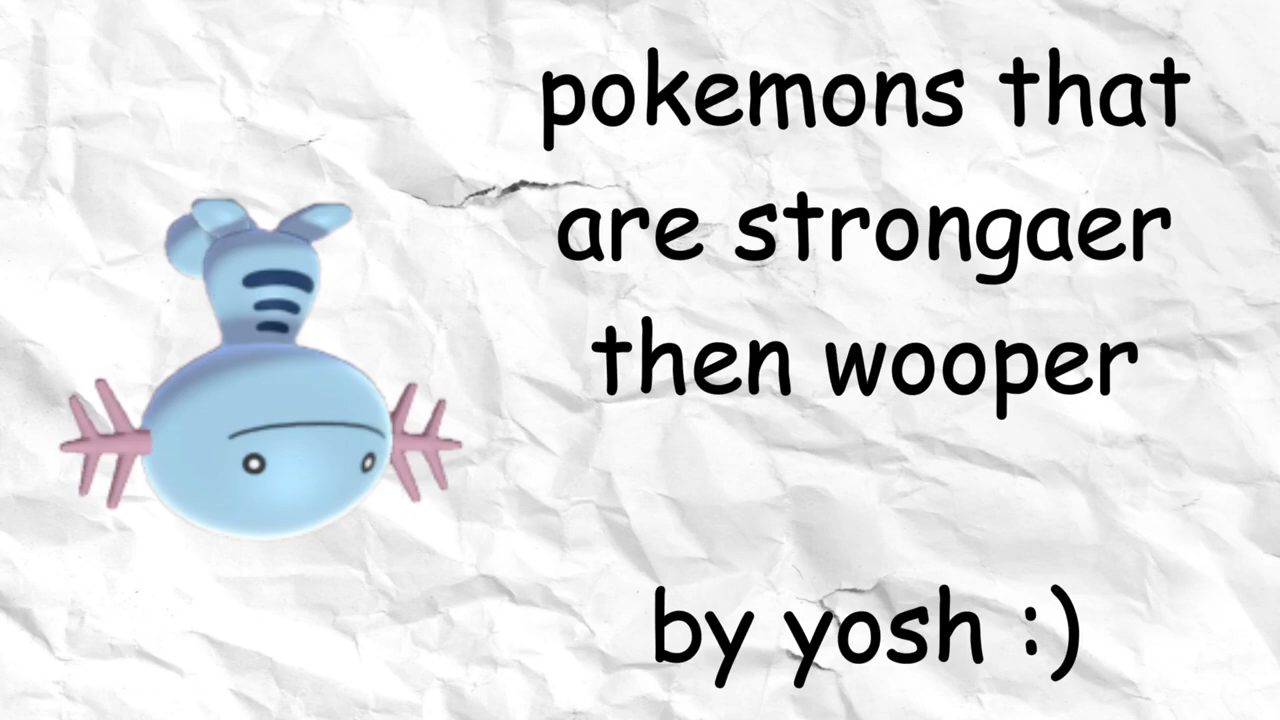 pokemons that
are strongaer
then wooper
by yosh :)